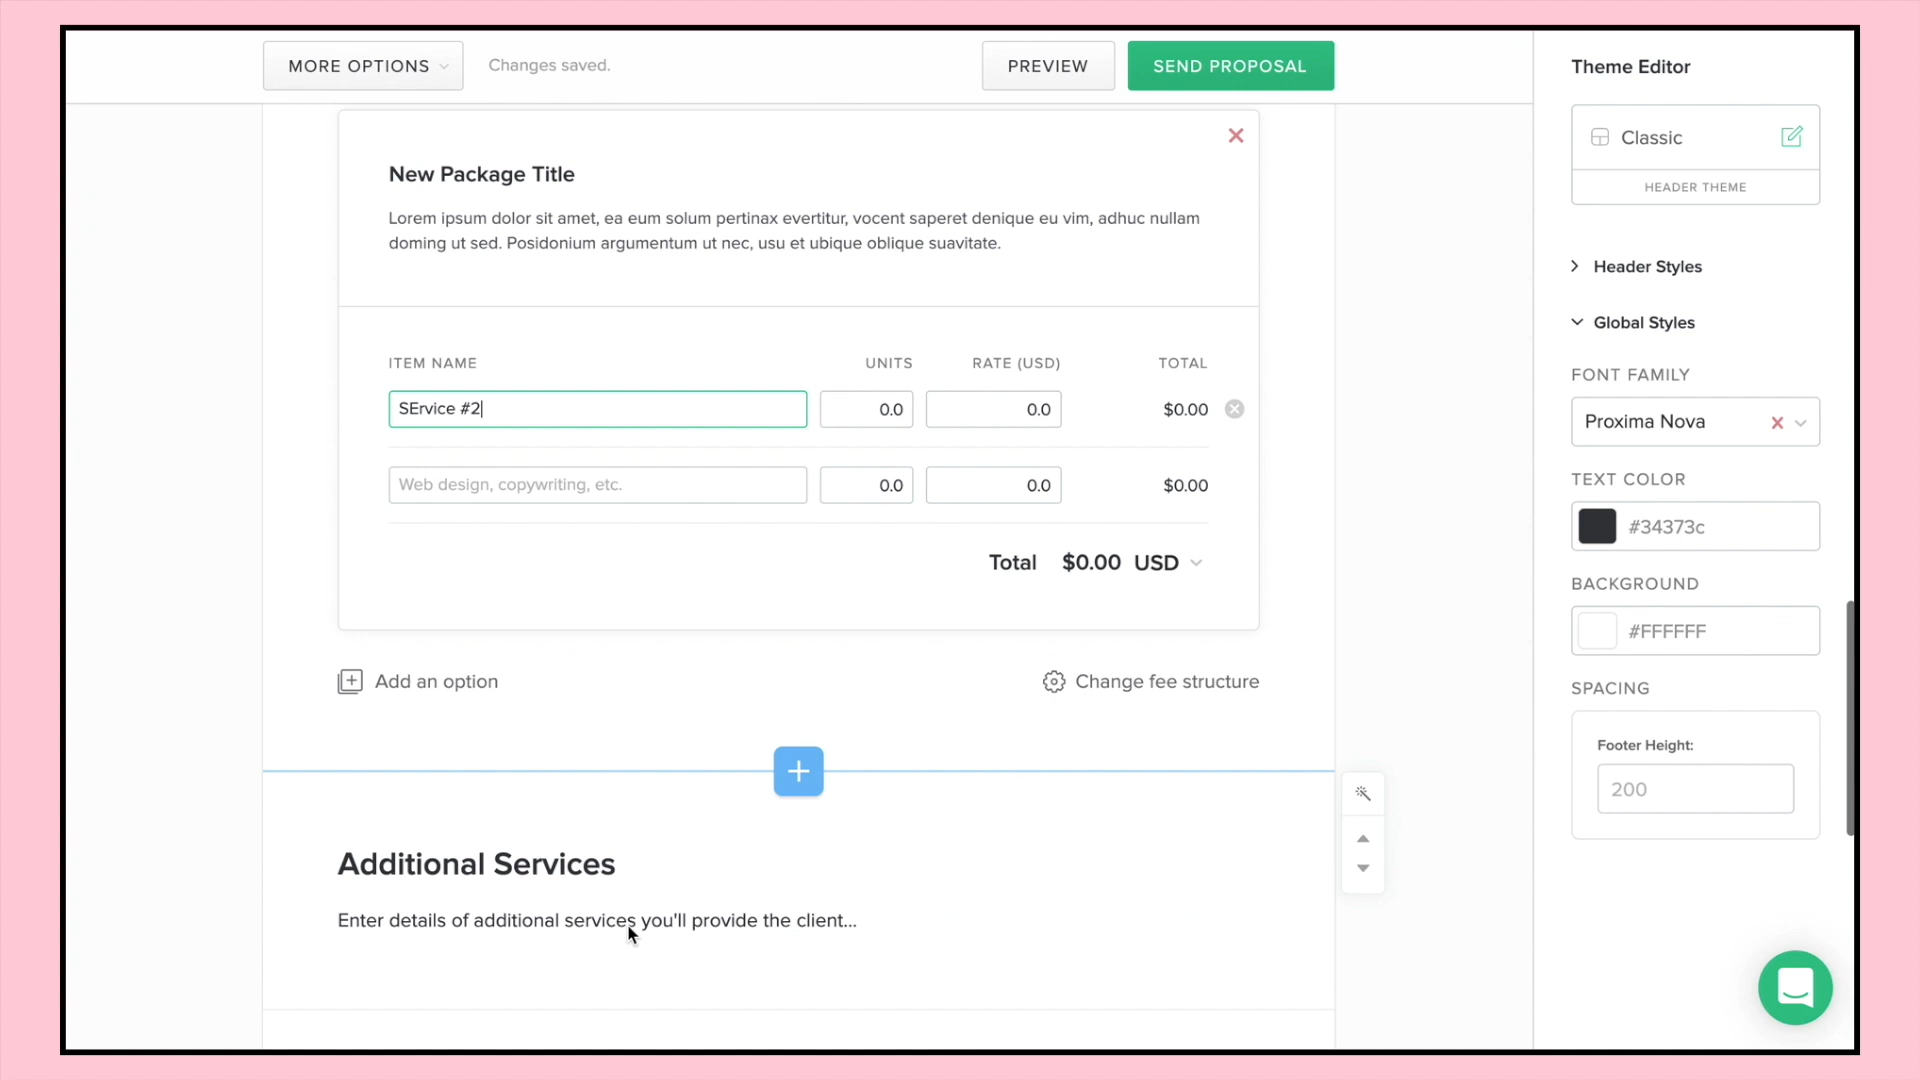 MORE OPTIONS
Changes saved.
PREVIEW
SEND PROPOSAL
New Package Title
Lorem ipsum dolor sit amet, ea eum solum pertinax evertitur, vocent saperet denique eu vim, adhuc nullam
doming ut sed. Posidonium argumentum ut nec, usu et ubique oblique suavitate.
ITEM NAME UNITS RATE (USD) TOTAL
SErvice #2 0.0 0.0 $0.00
Web design, copywriting, etc. 0.0 0.0 $0.00
Total $0.00 USD
Add an option
Change fee structure
Additional Services
Enter details of additional services you'll provide the client...
Theme Editor
Classic
HEADER THEME
Header Styles
Global Styles
FONT FAMILY
Proxima Nova
TEXT COLOR
#34373c
BACKGROUND
#FFFFFF
SPACING
Footer Height:
200